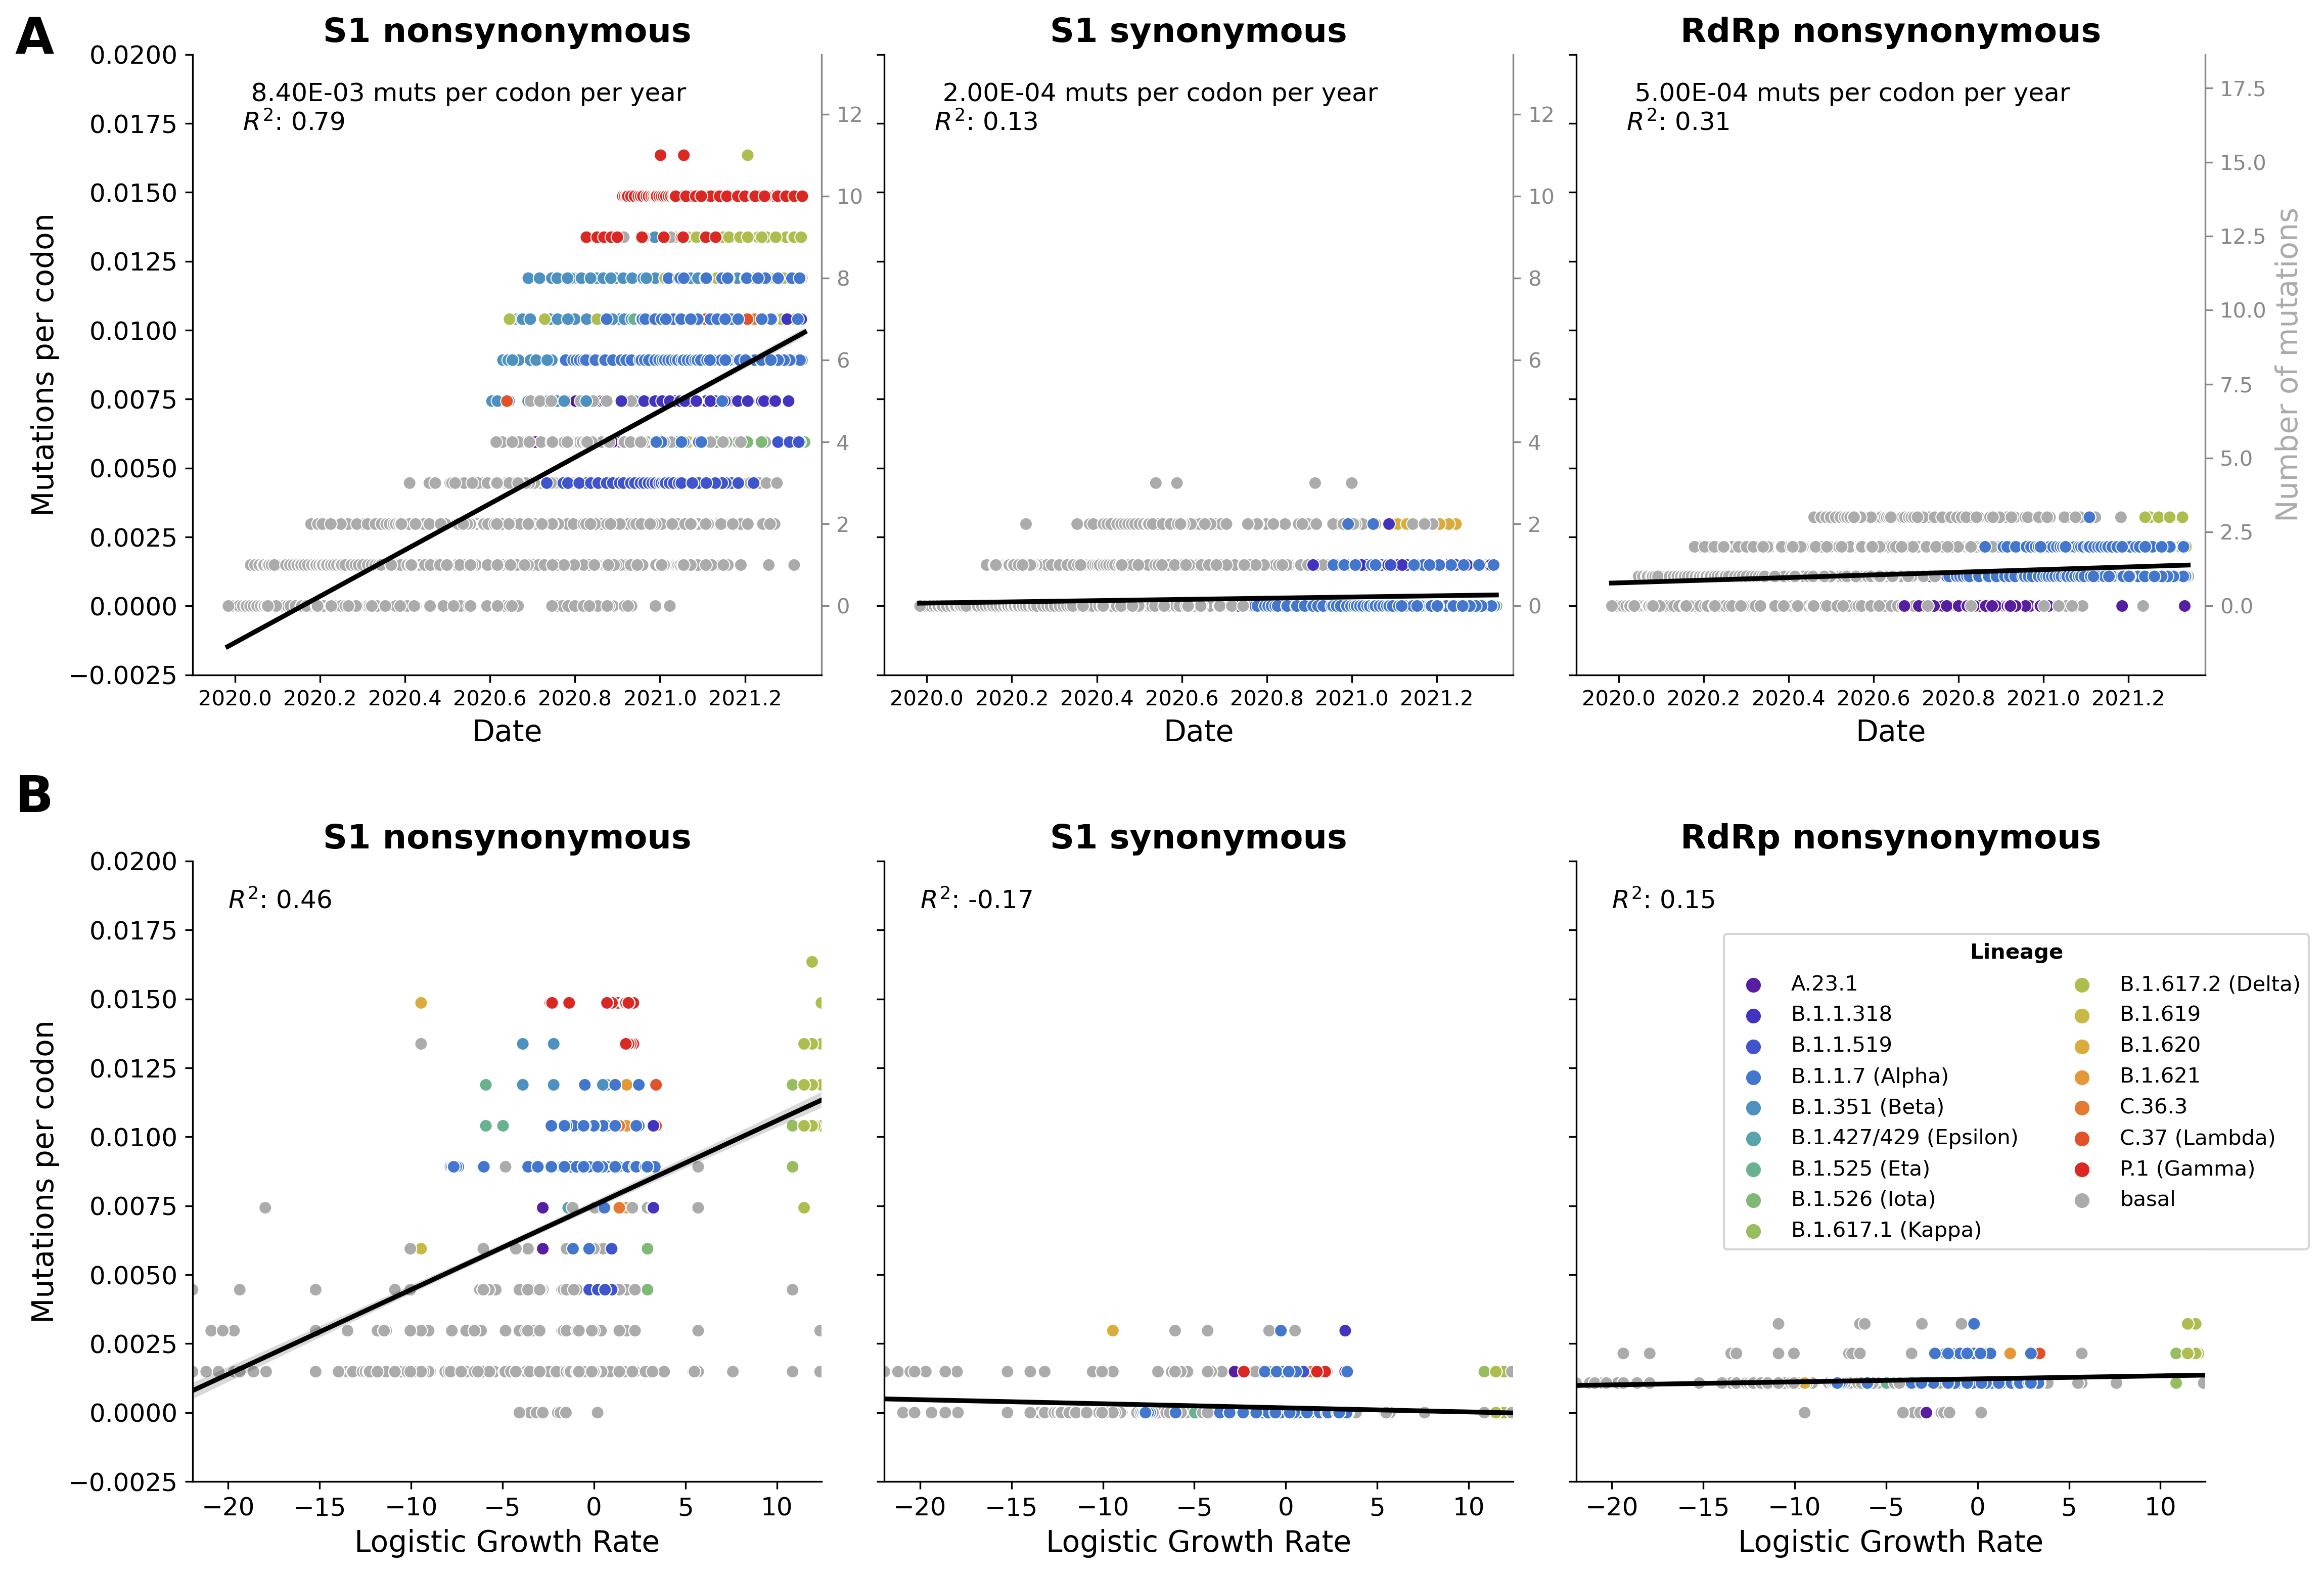 A
S1 nonsynonymous
8.40E-03 muts per codon per year
R²: 0.79
Mutations per codon
0.0200
0.0175
0.0150
0.0125
0.0100
0.0075
0.0050
0.0025
0.0000
−0.0025
12
10
8
6
4
2
0
2020.0 2020.2 2020.4 2020.6 2020.8 2021.0 2021.2
Date
S1 synonymous
2.00E-04 muts per codon per year
R²: 0.13
12
10
8
6
4
2
0
2020.0 2020.2 2020.4 2020.6 2020.8 2021.0 2021.2
Date
RdRp nonsynonymous
5.00E-04 muts per codon per year
R²: 0.31
17.5
15.0
12.5
10.0
7.5
5.0
2.5
0.0
Number of mutations
2020.0 2020.2 2020.4 2020.6 2020.8 2021.0 2021.2
Date
B
S1 nonsynonymous
R²: 0.46
Mutations per codon
0.0200
0.0175
0.0150
0.0125
0.0100
0.0075
0.0050
0.0025
0.0000
−0.0025
−20 −15 −10 −5 0 5 10
Logistic Growth Rate
S1 synonymous
R²: -0.17
−20 −15 −10 −5 0 5 10
Logistic Growth Rate
RdRp nonsynonymous
R²: 0.15
Lineage
A.23.1
B.1.1.318
B.1.1.519
B.1.1.7 (Alpha)
B.1.351 (Beta)
B.1.427/429 (Epsilon)
B.1.525 (Eta)
B.1.526 (Iota)
B.1.617.1 (Kappa)
B.1.617.2 (Delta)
B.1.619
B.1.620
B.1.621
C.36.3
C.37 (Lambda)
P.1 (Gamma)
basal
−20 −15 −10 −5 0 5 10
Logistic Growth Rate